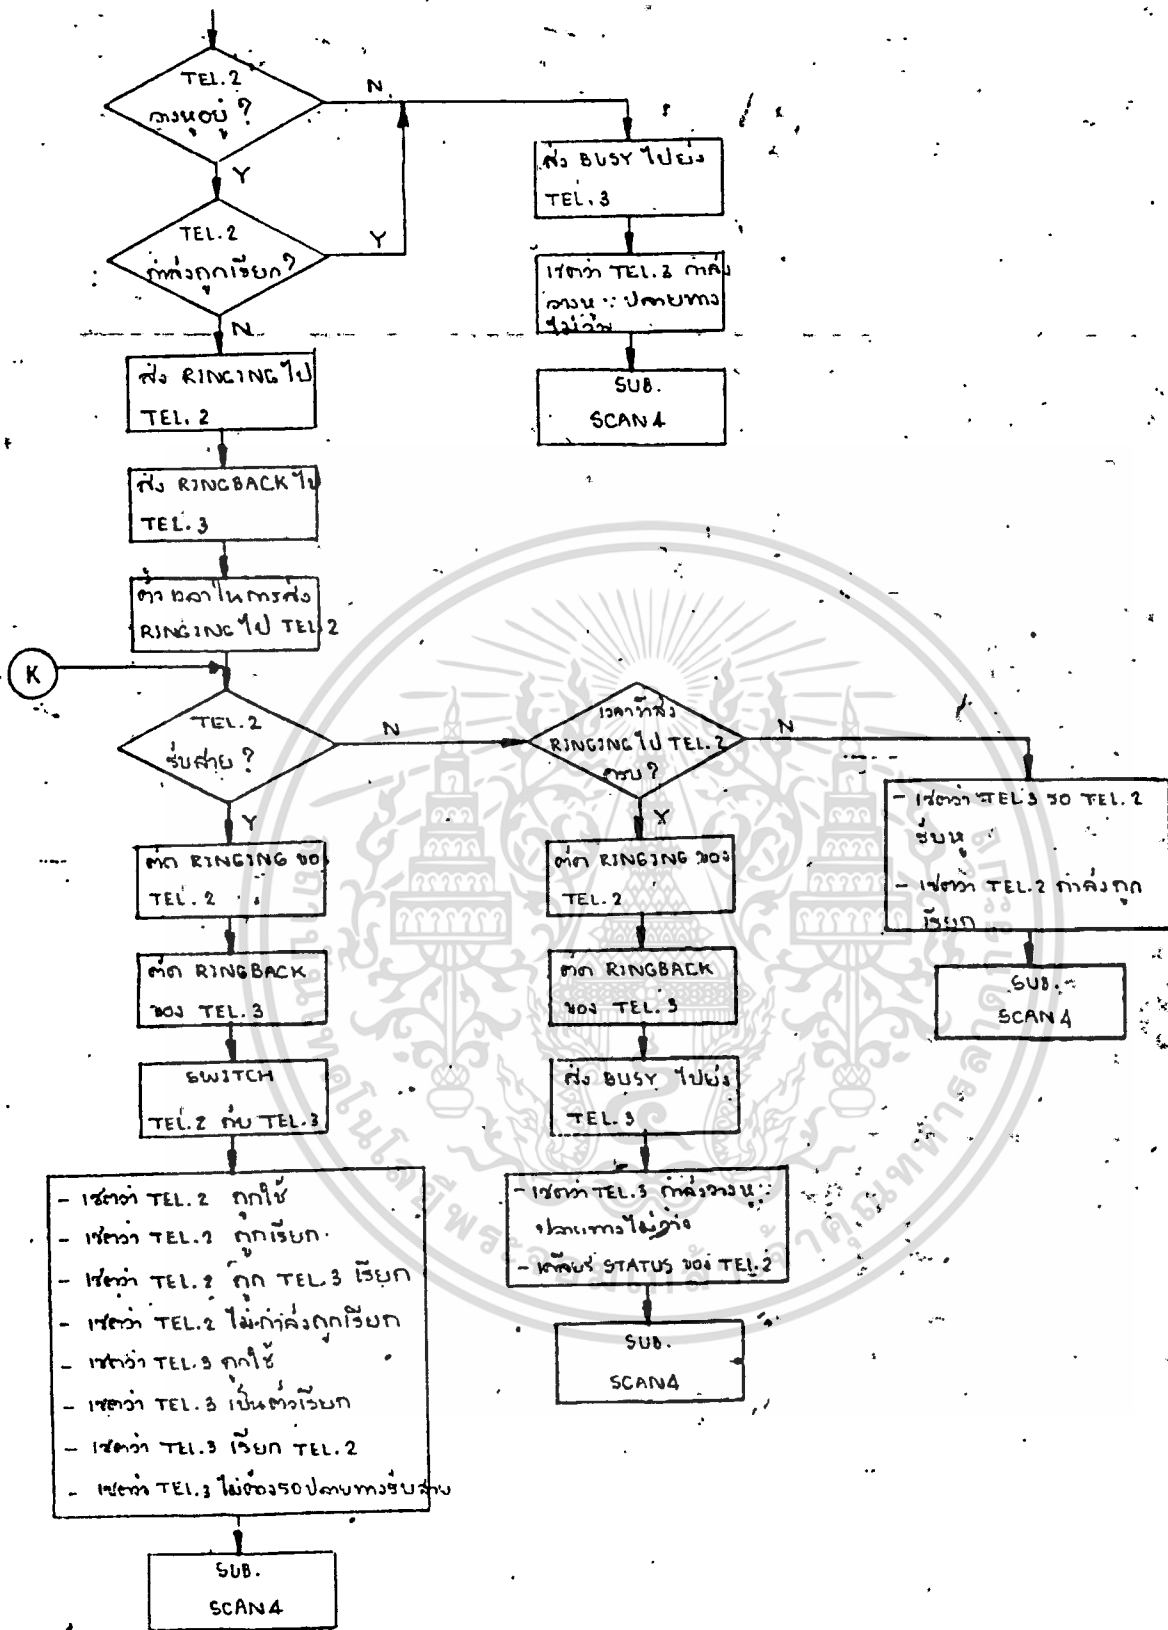 TEL.2
วางหูอยู่ ?
N
Y
TEL.2
กำลังถูกเรียก?
Y
N
ส่ง BUSY ไปยัง
TEL.3
เซตว่า TEL.3 กำลัง
วางหู :: ปลายทาง
ไม่ว่าง
SUB.
SCAN4
ส่ง RINGING ไป
TEL.2
ส่ง RINGBACK ไป
TEL.3
ตั้งเวลาในการส่ง
RINGING ไป TEL.2
K
TEL.2
รับสาย ?
N
Y
เวลาที่ส่ง
RINGING ไป TEL.2
ครบ ?
N
Y
- เซตว่า TEL.3 รอ TEL.2
รับหู
- เซตว่า TEL.2 กำลังถูก
เรียก
SUB.
SCAN4
ตัด RINGING ของ
TEL.2
ตัด RINGBACK
ของ TEL.3
SWITCH
TEL.2 กับ TEL.3
- เซตว่า TEL.2 ถูกใช้
- เซตว่า TEL.2 ถูกเรียก
- เซตว่า TEL.2 ถูก TEL.3 เรียก
- เซตว่า TEL.2 ไม่กำลังถูกเรียก
- เซตว่า TEL.3 ถูกใช้
- เซตว่า TEL.3 เป็นตัวเรียก
- เซตว่า TEL.3 เรียก TEL.2
- เซตว่า TEL.3 ไม่ต้องรอปลายทางรับสาย
SUB.
SCAN4
ตัด RINGING ของ
TEL.2
ตัด RINGBACK
ของ TEL.3
ส่ง BUSY ไปยัง
TEL.3
- เซตว่า TEL.3 กำลังวางหู ::
ปลายทางไม่ว่าง
- เคลียร์ STATUS ของ TEL.2
SUB.
SCAN4